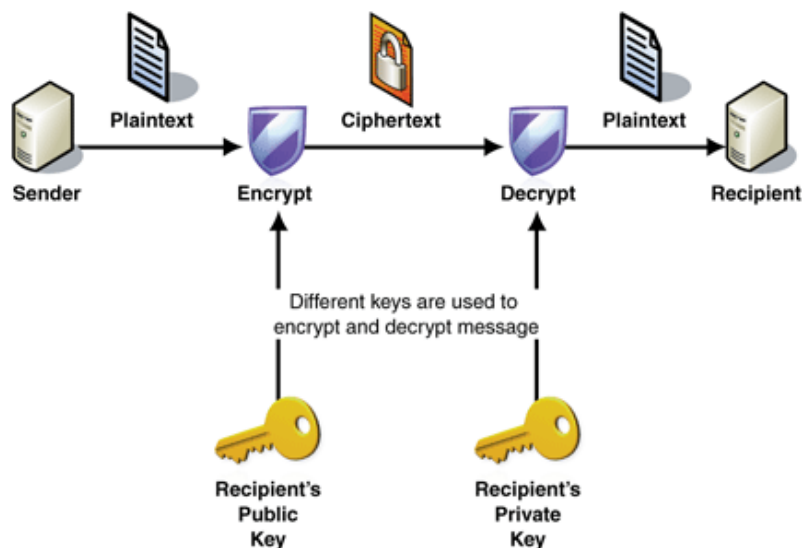 Plaintext
Ciphertext
Plaintext
Sender
Encrypt
Decrypt
Recipient
Different keys are used to
encrypt and decrypt message
Recipient's
Public
Key
Recipient's
Private
Key